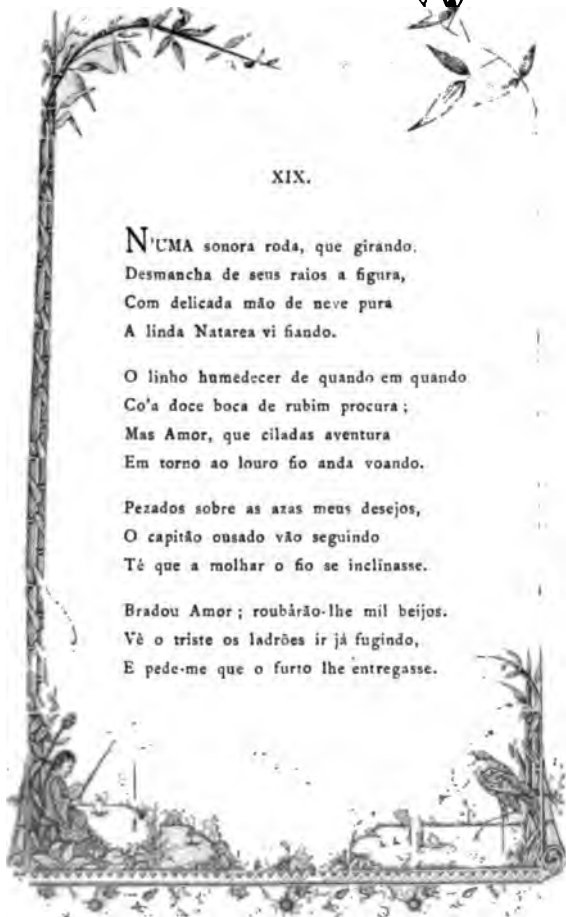 XIX.
N'UMA sonora roda, que girando.
Desmancha de seus raios a figura,
Com delicada mão de neve pura
A linda Natarea vi fiando.
O linho humedecer de quando em quando
Co'a doce boca de rubim procura;
Mas Amor, que ciladas aventura
Em torno ao louro fio anda voando.
Pezados sobre as azas meus desejos,
O capitão ousado vão seguindo
Té que a molhar o fio se inclinasse.
Bradou Amor; roubàrão-lhe mil beijos.
Vê o triste os ladrões ir já fugindo,
E pede-me que o furto lhe entregasse.